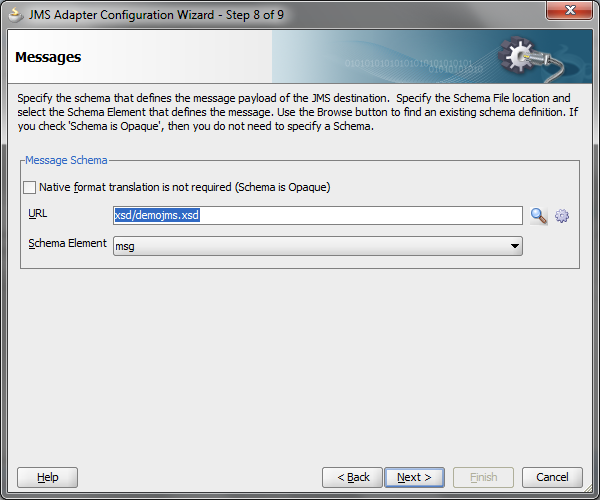 JMS Adapter Configuration Wizard - Step 8 of 9
Messages
Specify the schema that defines the message payload of the JMS destination.  Specify the Schema File location and
select the Schema Element that defines the message. Use the Browse button to find an existing schema definition. If
you check 'Schema is Opaque', then you do not need to specify a Schema.
Message Schema
Native format translation is not required (Schema is Opaque)
URL
xsd/demojms.xsd
Schema Element
msg
Help
< Back
Next >
Finish
Cancel